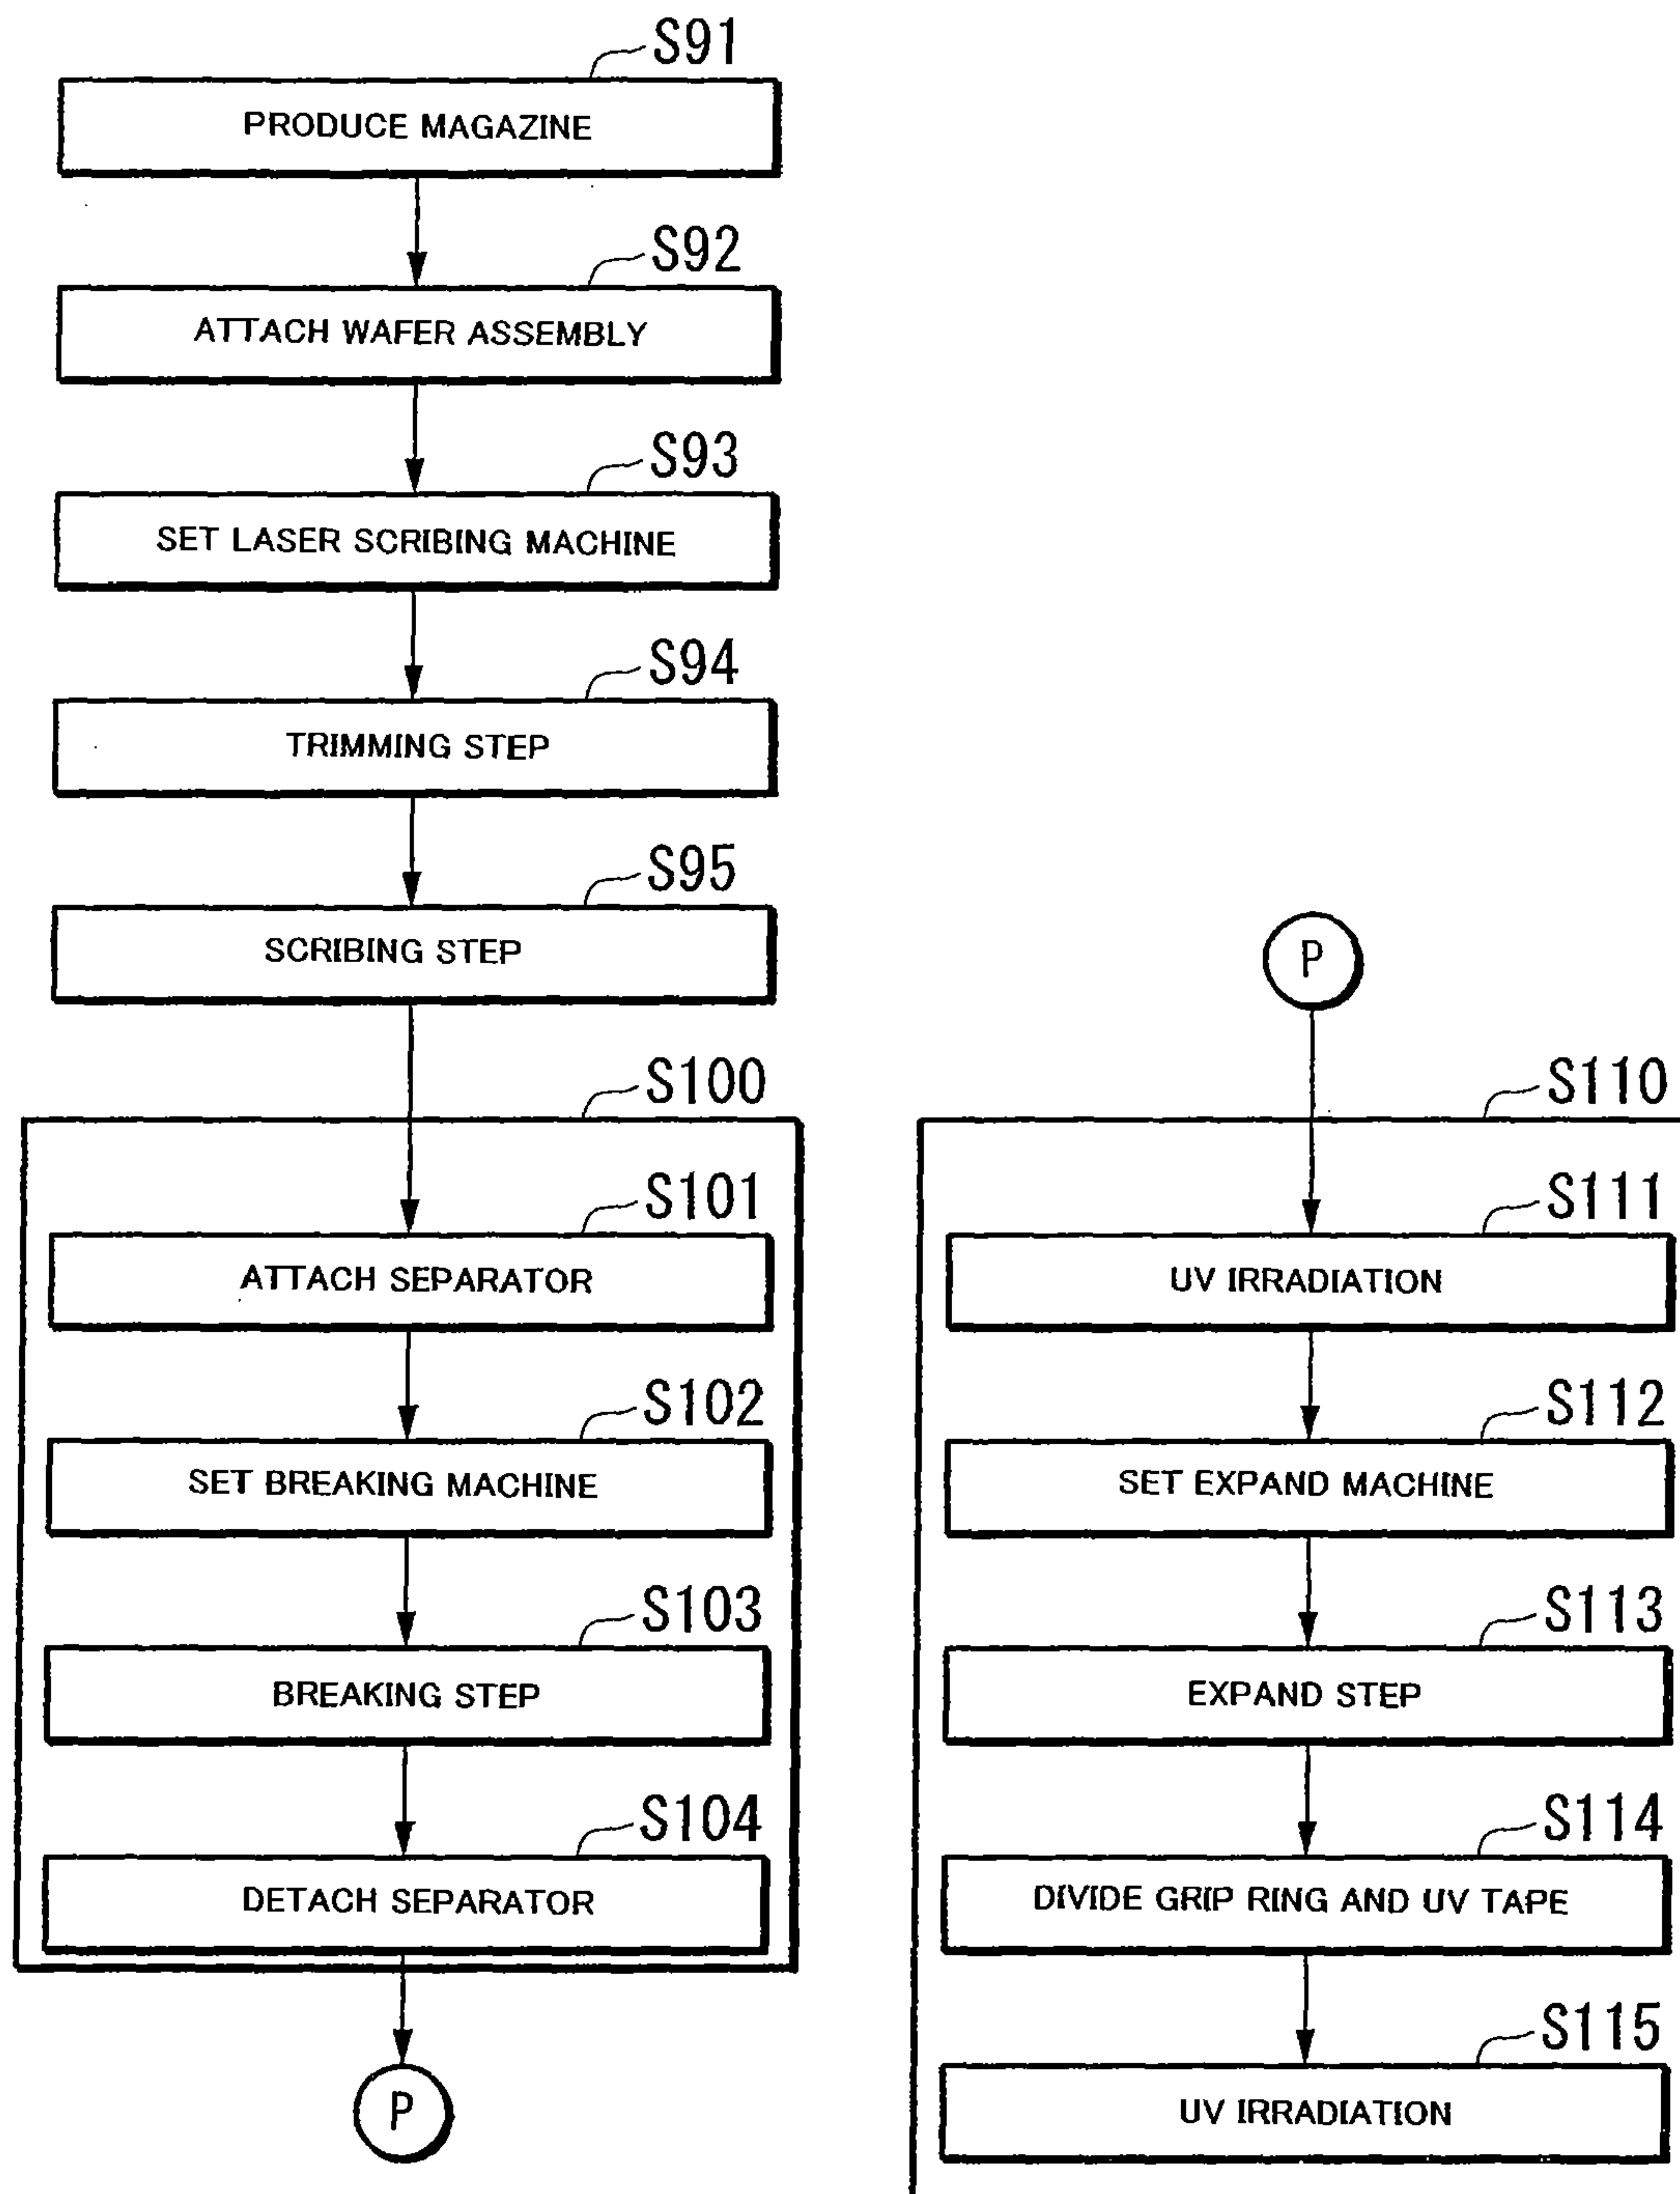 S91
PRODUCE MAGAZINE
S92
ATTACH WAFER ASSEMBLY
S93
SET LASER SCRIBING MACHINE
S94
TRIMMING STEP
S95
SCRIBING STEP
S100
S101
ATTACH SEPARATOR
S102
SET BREAKING MACHINE
S103
BREAKING STEP
S104
DETACH SEPARATOR
P
P
S110
S111
UV IRRADIATION
S112
SET EXPAND MACHINE
S113
EXPAND STEP
S114
DIVIDE GRIP RING AND UV TAPE
S115
UV IRRADIATION